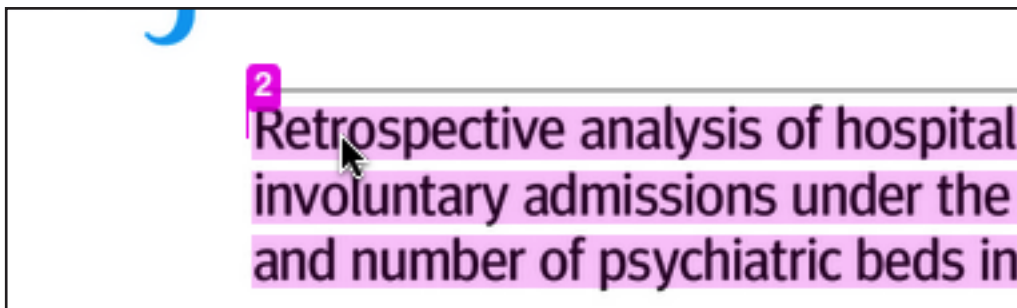 2
Retrospective analysis of hospital
involuntary admissions under the
and number of psychiatric beds in